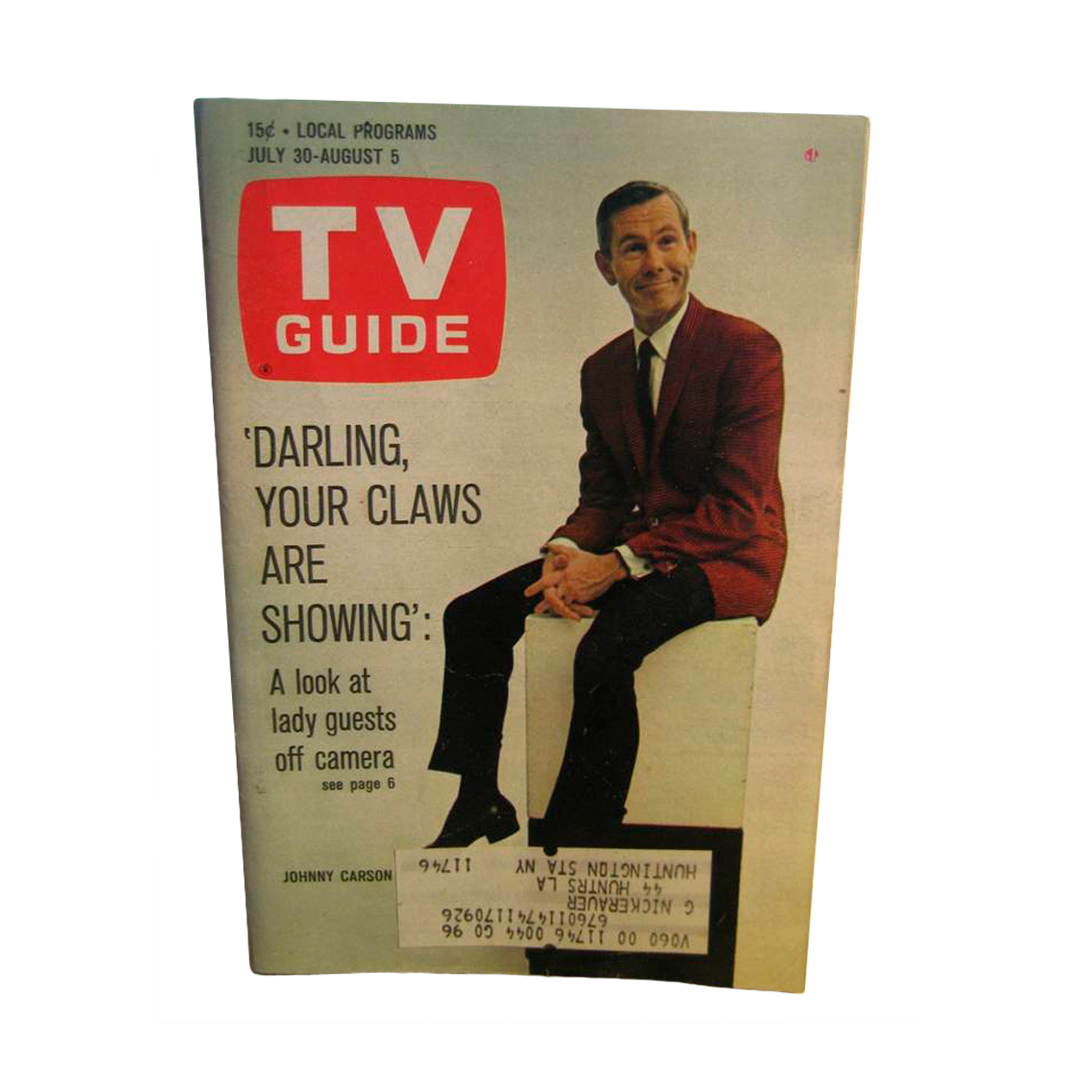 15¢ • LOCAL PROGRAMS
JULY 30-AUGUST 5
TV
GUIDE
®
'DARLING,
YOUR CLAWS
ARE
SHOWING':
A look at
lady guests
off camera
see page 6
JOHNNY CARSON
V060 00 11746 0044 GO 96
6760114741170926
G NICKERAUER
44 HUNTRS LA
HUNTINGTON STA NY 11746